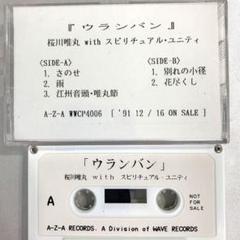 『ウランバン』
桜川唯丸 with スピリチュアル・ユニティ
〈SIDE-A〉
1. さのせ
2. 雨
3. 江州音頭・唯丸節
〈SIDE-B〉
1. 別れの小径
2. 花尽くし
A-Z-A WWCP4006 ['91 12/16 ON SALE]
「ウランバン」
桜川唯丸 with スピリチュアル・ユニティ
A
NOT FOR SALE
A-Z-A RECORDS. A Division of WAVE RECORDS.